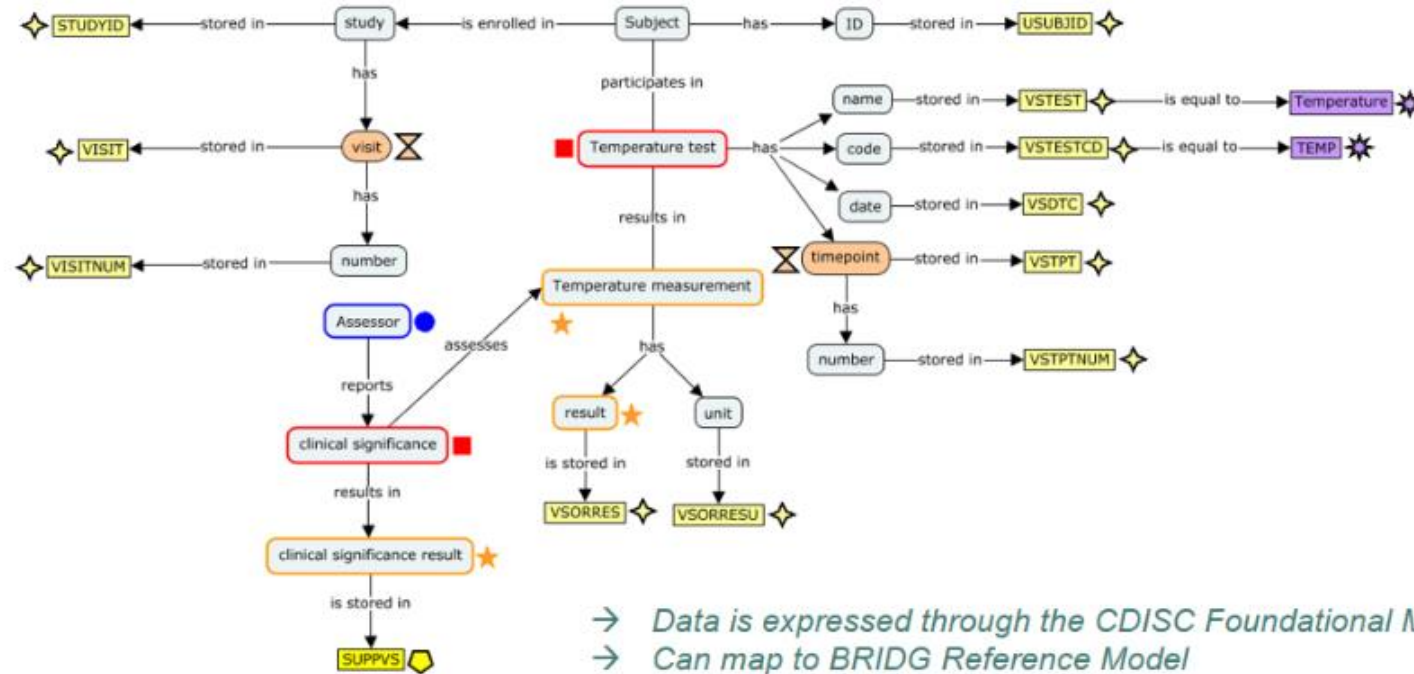 STUDYID
stored in
study
is enrolled in
Subject
has
ID
stored in
USUBJID
has
participates in
name
stored in
VSTEST
is equal to
Temperature
VISIT
stored in
visit
Temperature test
has
code
stored in
VSTESTCD
is equal to
TEMP
has
date
stored in
VSDTC
results in
VISITNUM
stored in
number
timepoint
stored in
VSTPT
Temperature measurement
has
Assessor
assesses
has
number
stored in
VSTPTNUM
reports
result
unit
clinical significance
is stored in
stored in
results in
VSORRES
VSORRESU
clinical significance result
is stored in
→ Data is expressed through the CDISC Foundational
→ Can map to BRIDG Reference Model
SUPPVS